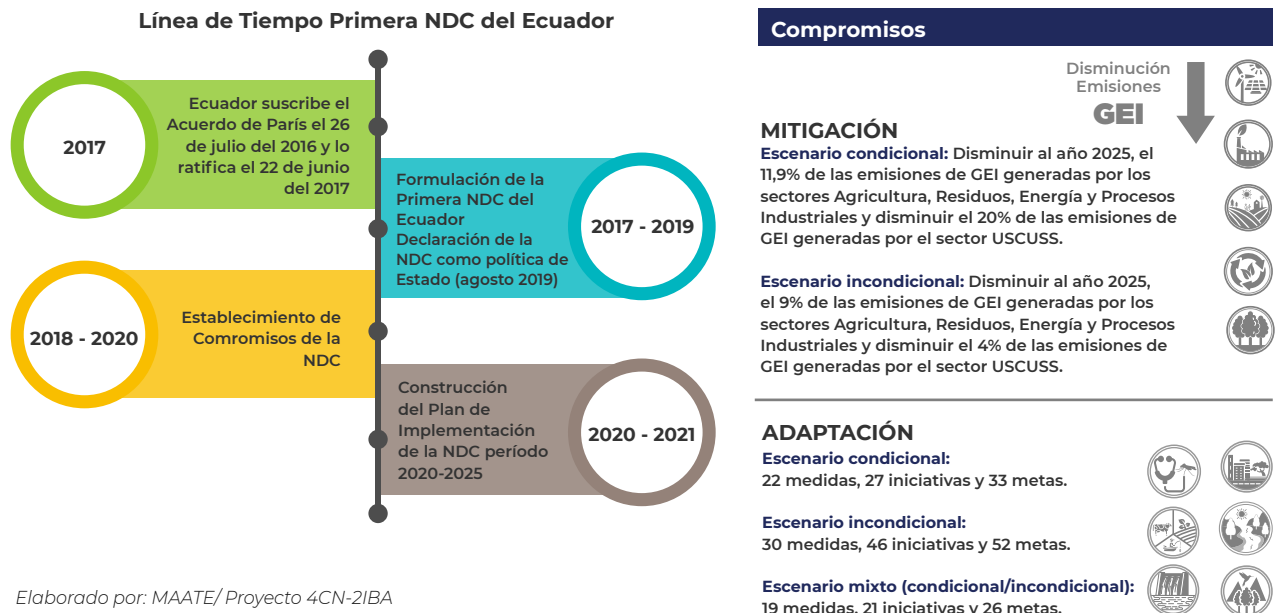 Línea de Tiempo Primera NDC del Ecuador
2017
Ecuador suscribe el
Acuerdo de París el 26
de julio del 2016 y lo
ratifica el 22 de junio
del 2017
Formulación de la
Primera NDC del
Ecuador
Declaración de la
NDC como política de
Estado (agosto 2019)
2017 - 2019
2018 - 2020
Establecimiento de
Comromisos de la
NDC
Construcción
del Plan de
Implementación
de la NDC período
2020-2025
2020 - 2021
Elaborado por: MAATE/ Proyecto 4CN-2IBA
Compromisos
Disminución
Emisiones
GEI
MITIGACIÓN
Escenario condicional: Disminuir al año 2025, el
11,9% de las emisiones de GEI generadas por los
sectores Agricultura, Residuos, Energía y Procesos
Industriales y disminuir el 20% de las emisiones de
GEI generadas por el sector USCUSS.
Escenario incondicional: Disminuir al año 2025,
el 9% de las emisiones de GEI generadas por los
sectores Agricultura, Residuos, Energía y Procesos
Industriales y disminuir el 4% de las emisiones de
GEI generadas por el sector USCUSS.
ADAPTACIÓN
Escenario condicional:
22 medidas, 27 iniciativas y 33 metas.
Escenario incondicional:
30 medidas, 46 iniciativas y 52 metas.
Escenario mixto (condicional/incondicional):
19 medidas, 21 iniciativas y 26 metas.